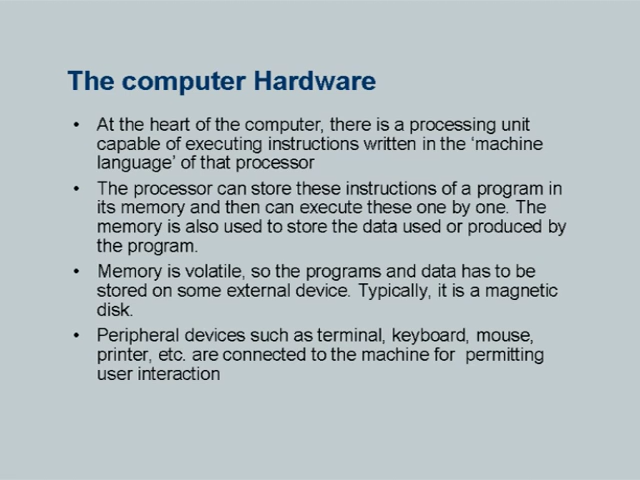 The computer Hardware
• At the heart of the computer, there is a processing unit
capable of executing instructions written in the ‘machine
language’ of that processor
• The processor can store these instructions of a program in
its memory and then can execute these one by one. The
memory is also used to store the data used or produced by
the program.
• Memory is volatile, so the programs and data has to be
stored on some external device. Typically, it is a magnetic
disk.
• Peripheral devices such as terminal, keyboard, mouse,
printer, etc. are connected to the machine for permitting
user interaction